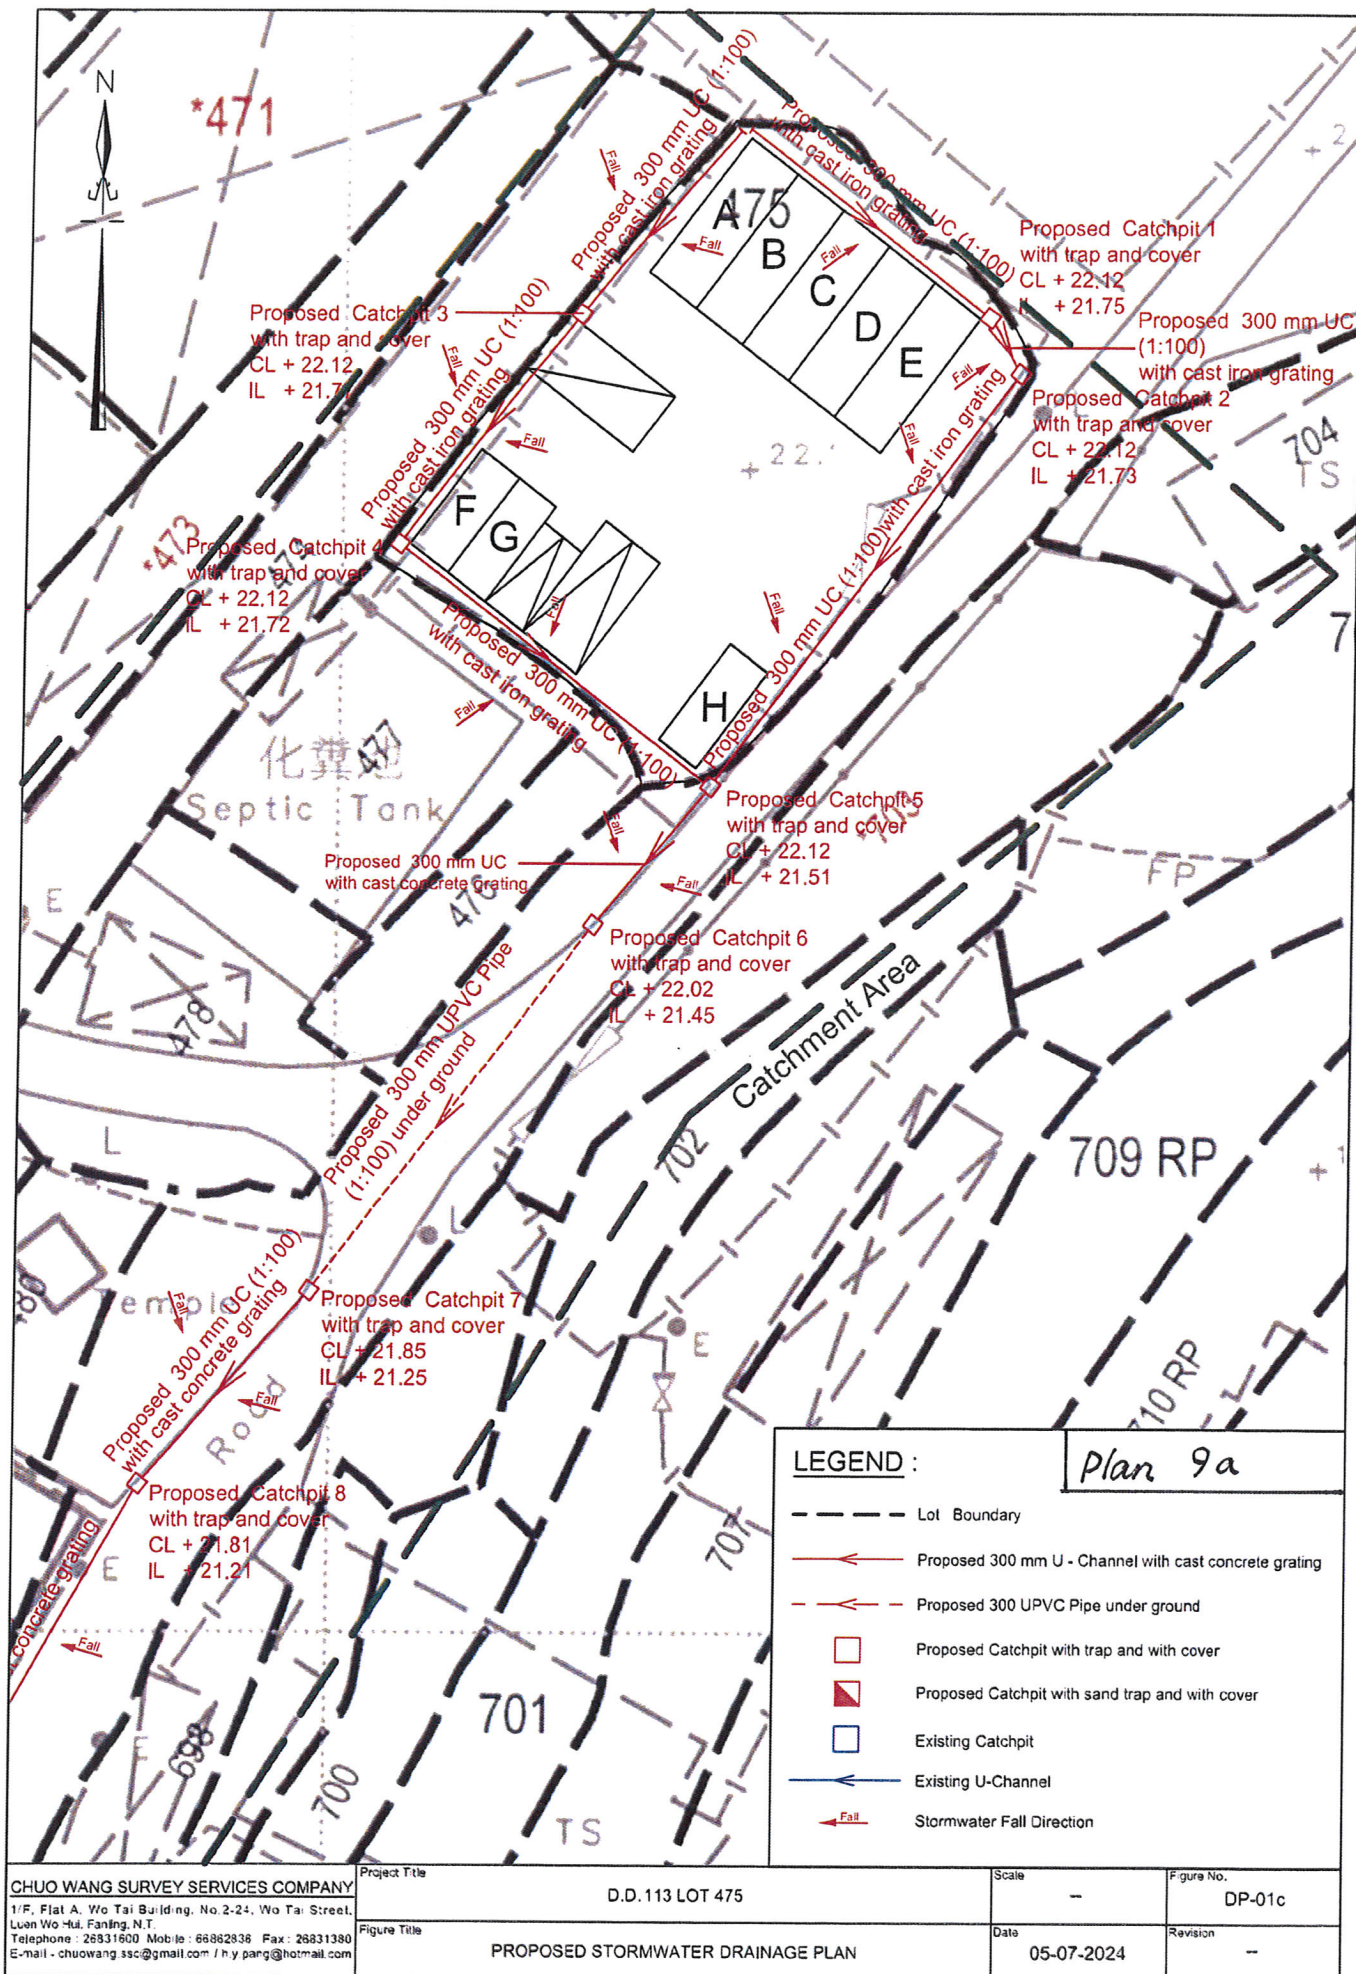 N
*471
Proposed 300 mm UC (1:100)
with cast iron grating
Proposed 300 mm UC (1:100)
with cast iron grating
475
A
B
C
D
E
Fall
Fall
Fall
Proposed Catchpit 1
with trap and cover
CL + 22.12
IL + 21.75
Proposed 300 mm UC
(1:100)
with cast iron grating
Proposed Catchpit 3
with trap and cover
CL + 22.12
Proposed 300 mm UC (1:100)
with cast iron grating
Fall
Fall
Fall
Fall
Proposed Catchpit 2
with trap and cover
CL + 22.12
IL + 21.73
704
TS
L
+ 22.
F
G
H
*473
474
Proposed Catchpit 4
with trap and cover
CL + 22.12
IL + 21.72
Proposed 300 mm UC (1:100)
with cast iron grating
Proposed 300 mm UC (1:100) with cast iron grating
Fall
Fall
Fall
化糞池
477
Septic Tank
Proposed Catchpit 5
with trap and cover
CL + 22.12
IL + 21.51
*703
Fall
Fall
Proposed 300 mm UC
with cast concrete grating
476
E
FP
Proposed Catchpit 6
with trap and cover
CL + 22.02
IL + 21.45
Catchment Area
478
Proposed 300 mm UPVC Pipe
(1:100) under ground
L
702
709 RP
L
Temple
Fall
Proposed 300 mm UC (1:100)
with cast concrete grating
Proposed Catchpit 7
with trap and cover
CL + 21.85
IL + 21.25
E
Fall
Road
710 RP
Proposed Catchpit 8
with trap and cover
CL + 21.81
IL + 21.21
E
concrete grating
Fall
707
701
698
700
E
TS
LEGEND :
Plan 9a
Lot Boundary
Proposed 300 mm U - Channel with cast concrete grating
Proposed 300 UPVC Pipe under ground
Proposed Catchpit with trap and with cover
Proposed Catchpit with sand trap and with cover
Existing Catchpit
Existing U-Channel
Fall
Stormwater Fall Direction
CHUO WANG SURVEY SERVICES COMPANY
1/F, Flat A, Wo Tai Building, No.2-24, Wo Tai Street,
Luen Wo Hui, Fanling, N.T.
Telephone : 26831600 Mobile : 66862836 Fax : 26831380
E-mail - chuowang.ssc@gmail.com / h.y.pang@hotmail.com
Project Title
D.D.113 LOT 475
Figure Title
PROPOSED STORMWATER DRAINAGE PLAN
Scale
--
Figure No.
DP-01c
Date
05-07-2024
Revision
--